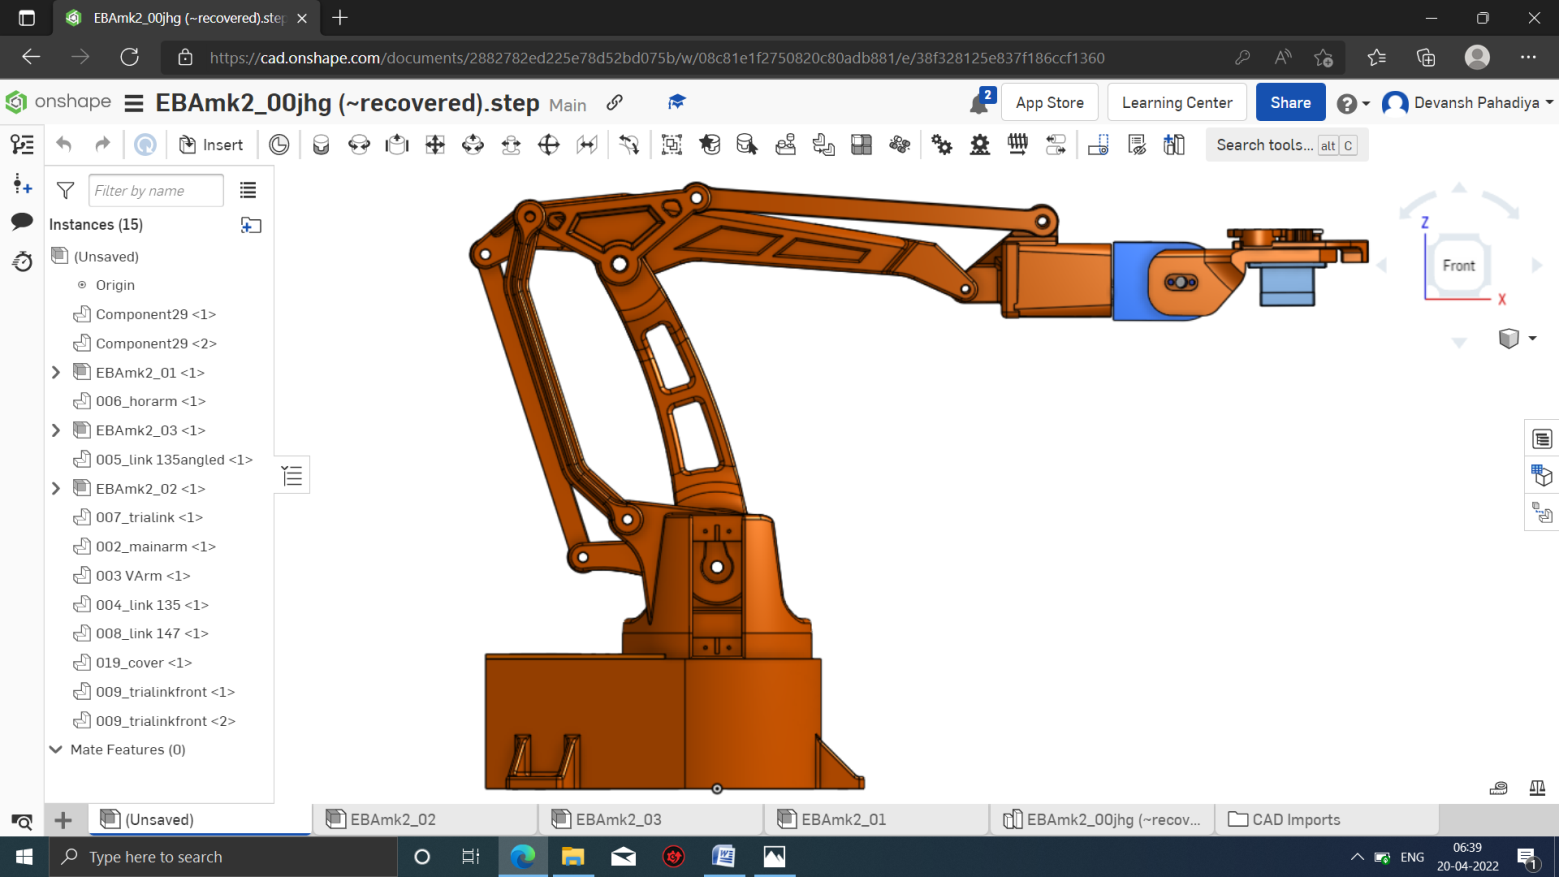 EBAmk2_00jhg (~recovered).step
https://cad.onshape.com/documents/2882782ed225e78d52bd075b/w/08c81e1f2750820c80adb881/e/38f328125e837f186ccf1360
onshape EBAmk2_00jhg (~recovered).step Main
2
App Store
Learning Center
Share
Devansh Pahadiya
Insert
Search tools... alt C
Filter by name
Instances (15)
(Unsaved)
Origin
Component29 <1>
Component29 <2>
EBAmk2_01 <1>
006_horarm <1>
EBAmk2_03 <1>
005_link 135angled <1>
EBAmk2_02 <1>
007_trialink <1>
002_mainarm <1>
003 VArm <1>
004_link 135 <1>
008_link 147 <1>
019_cover <1>
009_trialinkfront <1>
009_trialinkfront <2>
Mate Features (0)
Z
Front
X
(Unsaved)
EBAmk2_02
EBAmk2_03
EBAmk2_01
EBAmk2_00jhg (~recov...
CAD Imports
Type here to search
ENG
06:39
20-04-2022
1